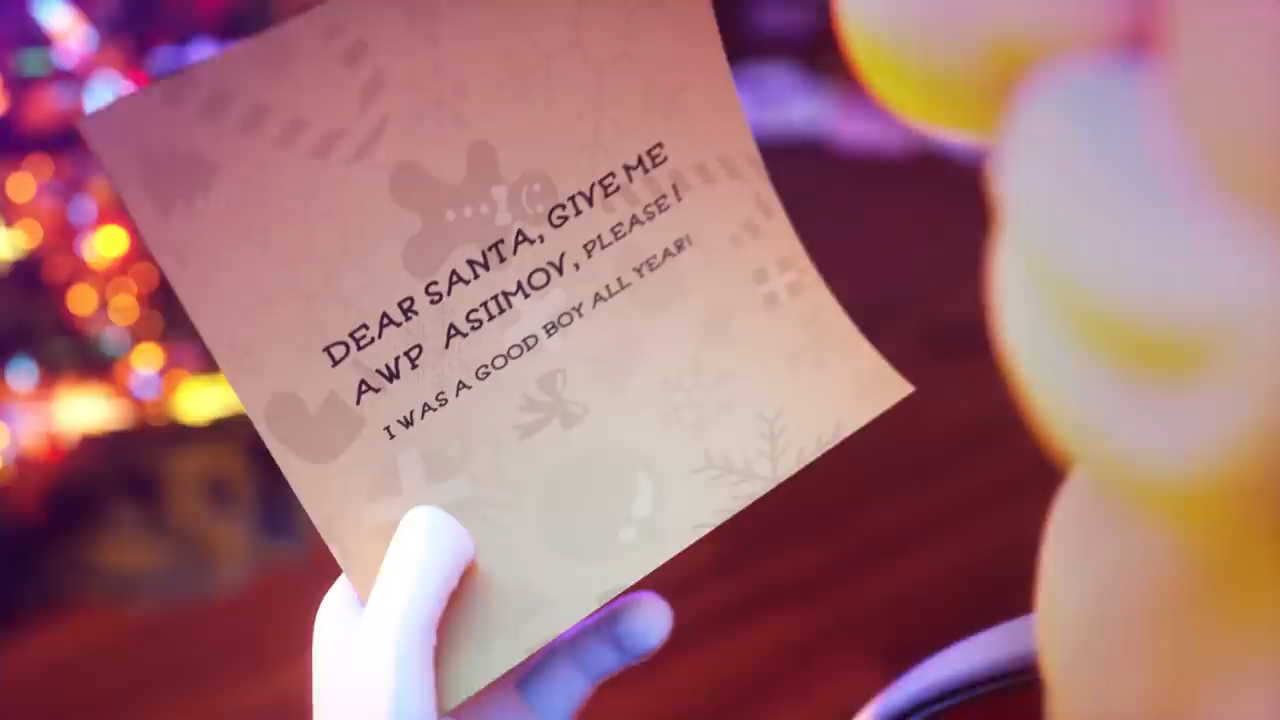 DEAR SANTA, GIVE ME
AWP ASIIMOV, PLEASE!
I WAS A GOOD BOY ALL YEAR!